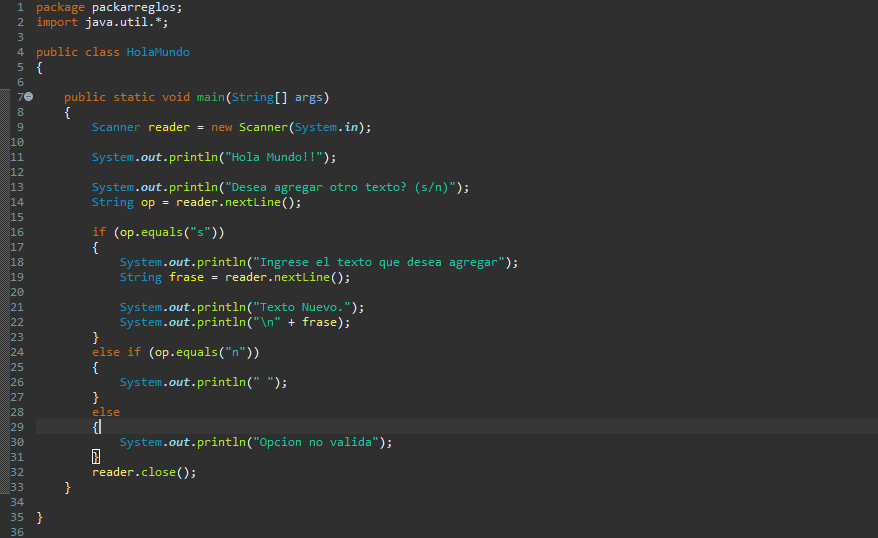 1 package packarreglos;
2 import java.util.*;
3
4 public class HolaMundo
5 {
6
7 public static void main(String[] args)
8 {
9 Scanner reader = new Scanner(System.in);
10
11 System.out.println("Hola Mundo!!");
12
13 System.out.println("Desea agregar otro texto? (s/n)");
14 String op = reader.nextLine();
15
16 if (op.equals("s"))
17 {
18 System.out.println("Ingrese el texto que desea agregar");
19 String frase = reader.nextLine();
20
21 System.out.println("Texto Nuevo.");
22 System.out.println("\n" + frase);
23 }
24 else if (op.equals("n"))
25 {
26 System.out.println(" ");
27 }
28 else
29 {
30 System.out.println("Opcion no valida");
31 }
32 reader.close();
33 }
34
35 }
36